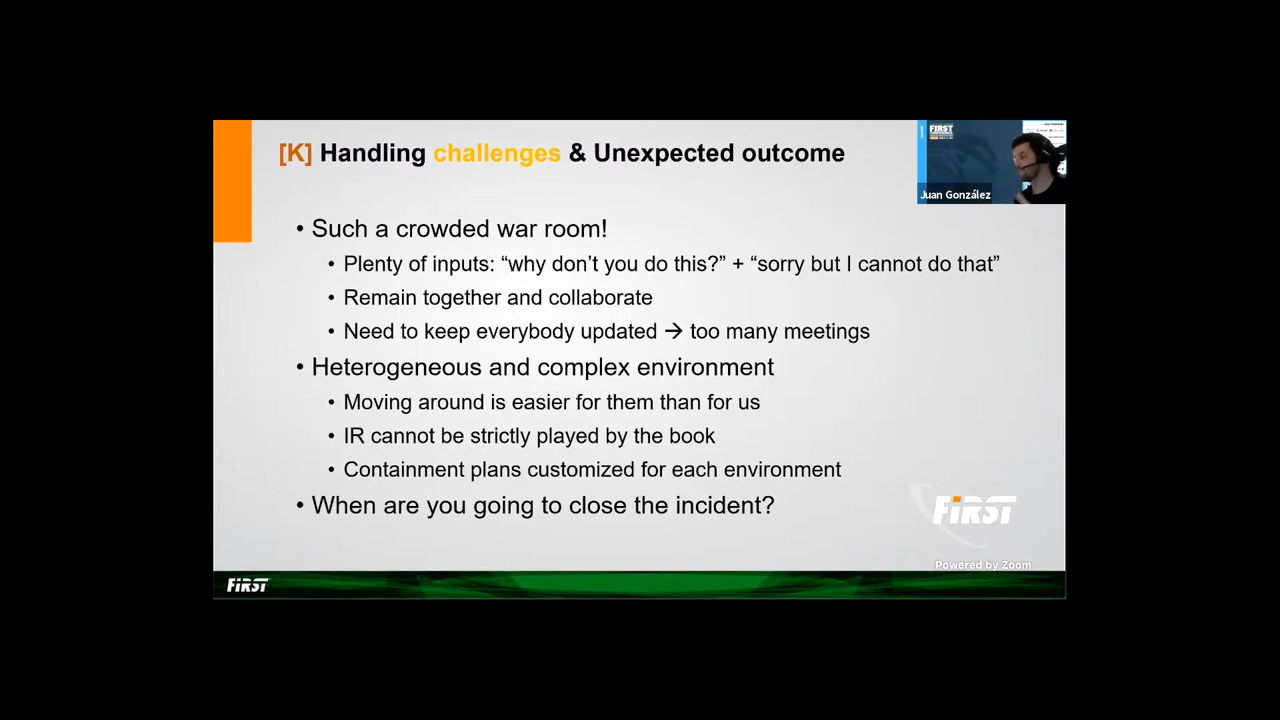 [K] Handling challenges & Unexpected outcome
FIRST
Juan González
• Such a crowded war room!
• Plenty of inputs: “why don’t you do this?” + “sorry but I cannot do that”
• Remain together and collaborate
• Need to keep everybody updated → too many meetings
• Heterogeneous and complex environment
• Moving around is easier for them than for us
• IR cannot be strictly played by the book
• Containment plans customized for each environment
• When are you going to close the incident?
FiRST
Powered by Zoom
FiRST